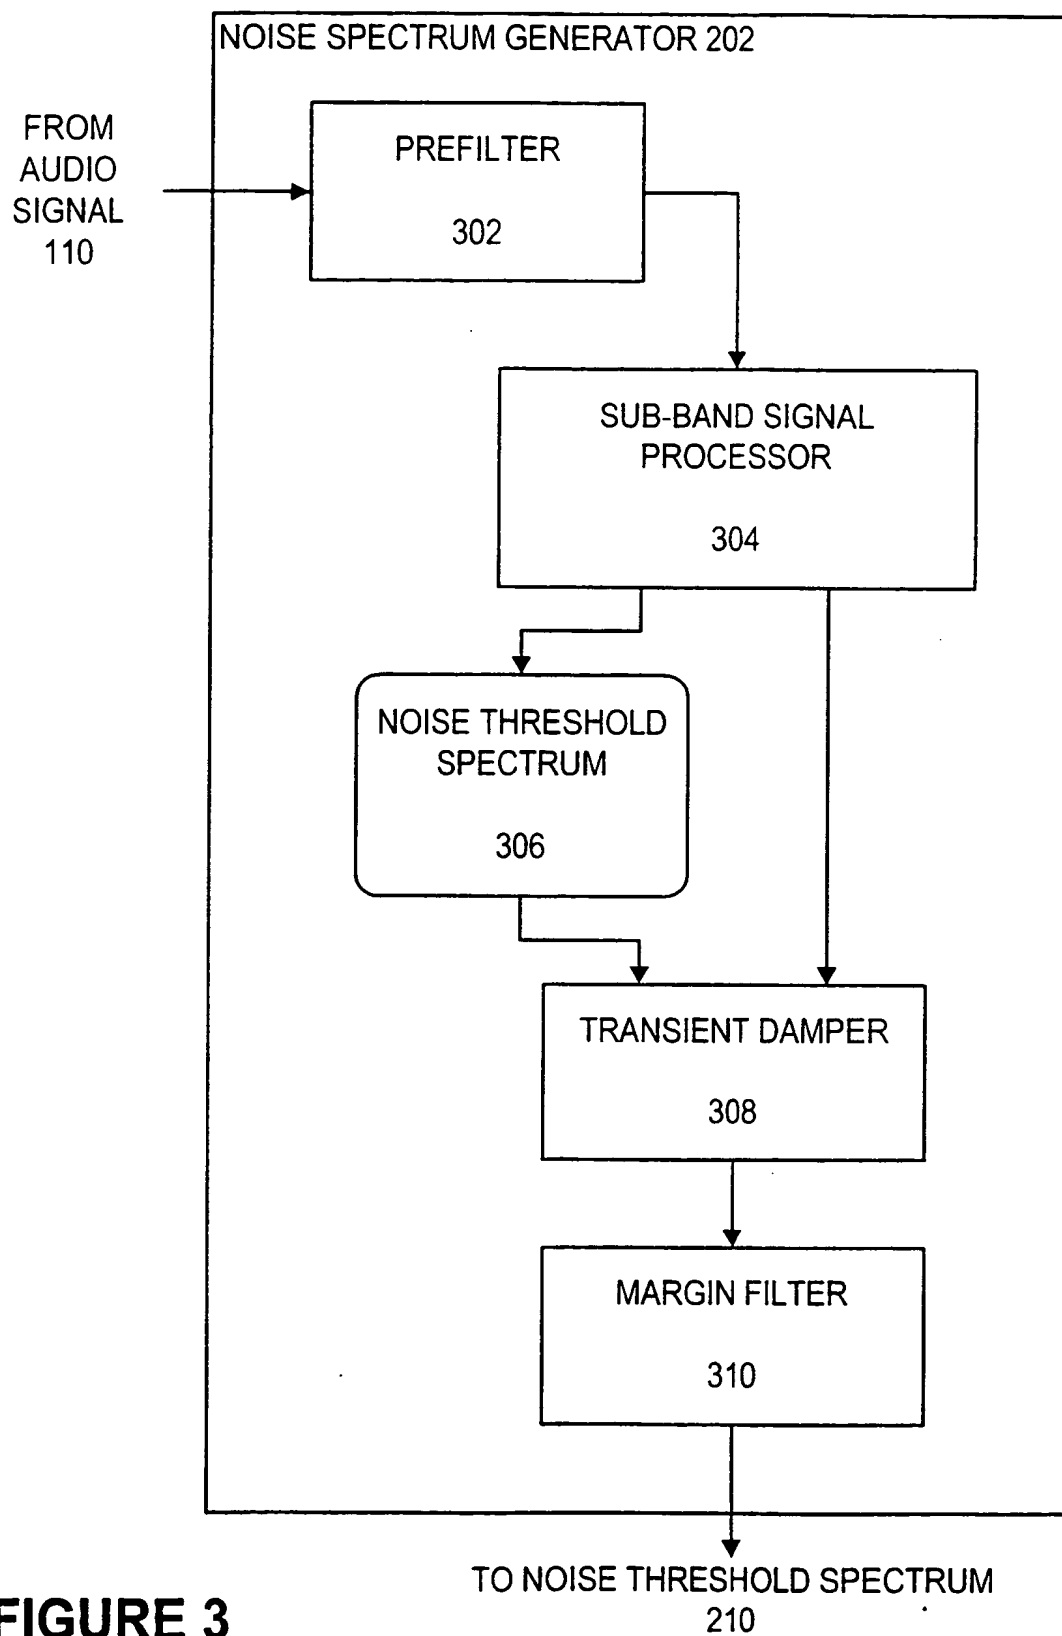 NOISE SPECTRUM GENERATOR 202
FROM
AUDIO
SIGNAL
110
PREFILTER
302
SUB-BAND SIGNAL
PROCESSOR
304
NOISE THRESHOLD
SPECTRUM
306
TRANSIENT DAMPER
308
MARGIN FILTER
310
TO NOISE THRESHOLD SPECTRUM
210
FIGURE 3